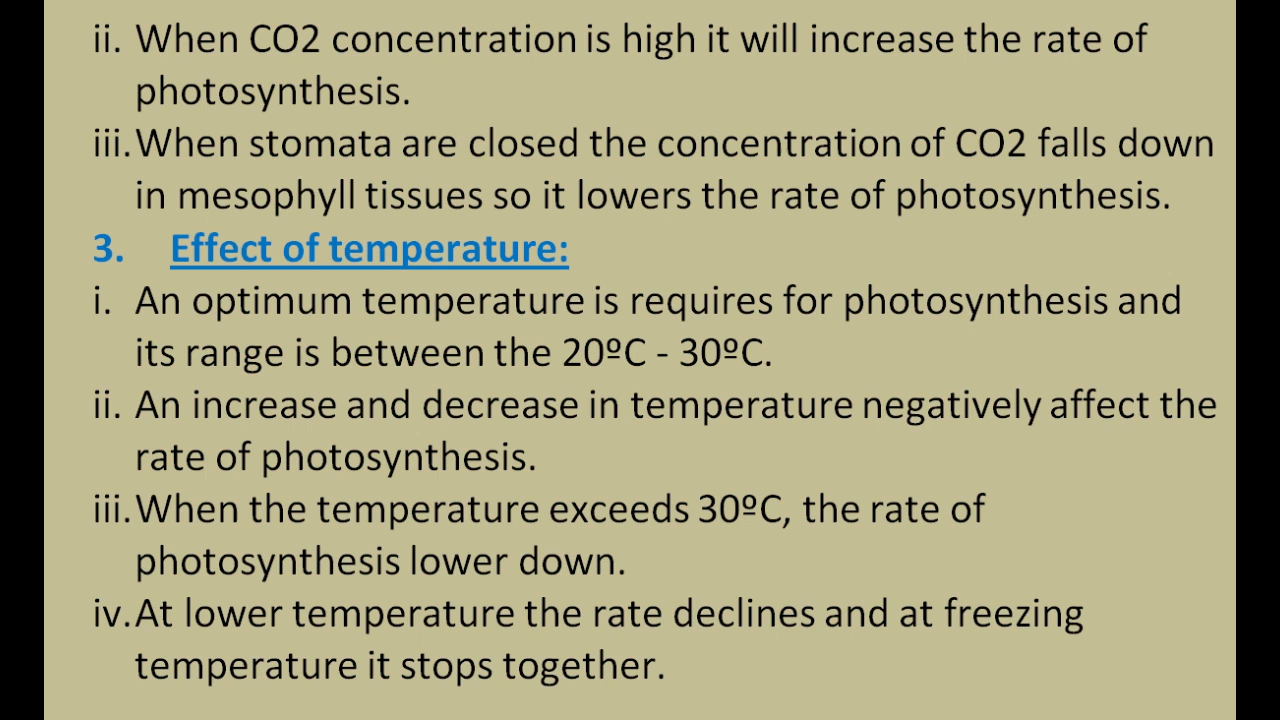 ii. When CO2 concentration is high it will increase the rate of
photosynthesis.
iii. When stomata are closed the concentration of CO2 falls down
in mesophyll tissues so it lowers the rate of photosynthesis.
3. Effect of temperature:
i. An optimum temperature is requires for photosynthesis and
its range is between the 20ºC - 30ºC.
ii. An increase and decrease in temperature negatively affect the
rate of photosynthesis.
iii. When the temperature exceeds 30ºC, the rate of
photosynthesis lower down.
iv. At lower temperature the rate declines and at freezing
temperature it stops together.